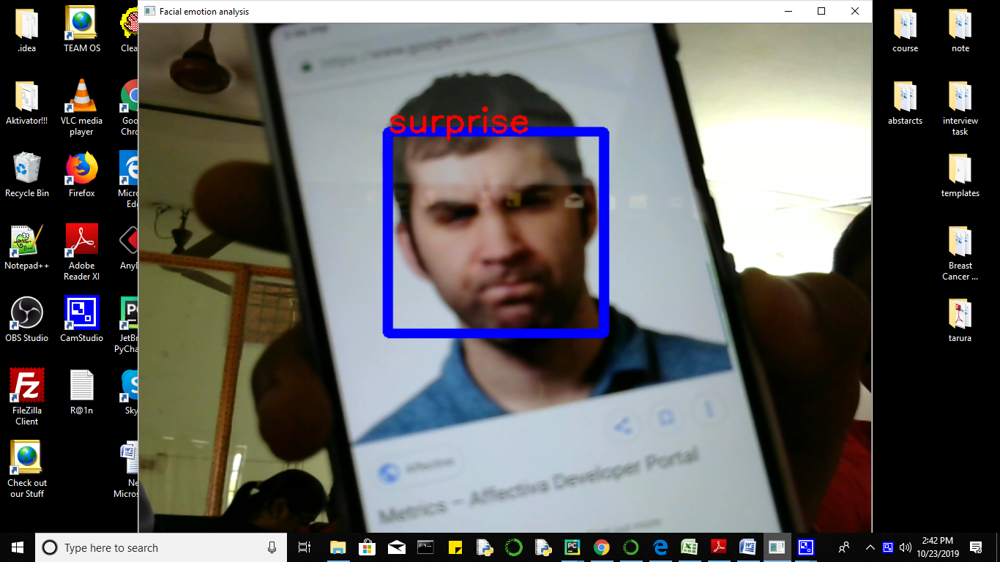 Facial emotion analysis
.idea
TEAM OS
Clea
course
note
surprise
Aktivator!!!
VLC media
player
Goo
Chro
abstarcts
interview
task
Recycle Bin
Firefox
Micro
Ed
templates
Notepad++
Adobe
Reader XI
AnyD
Breast
Cancer ...
OBS Studio
CamStudio
JetBr
PyCha
tarura
FileZilla
Client
R@1n
Sky
Check out
our Stuff
Ne
Micros
Metrics – Affectiva Developer Portal
Type here to search
2:42 PM
10/23/2019